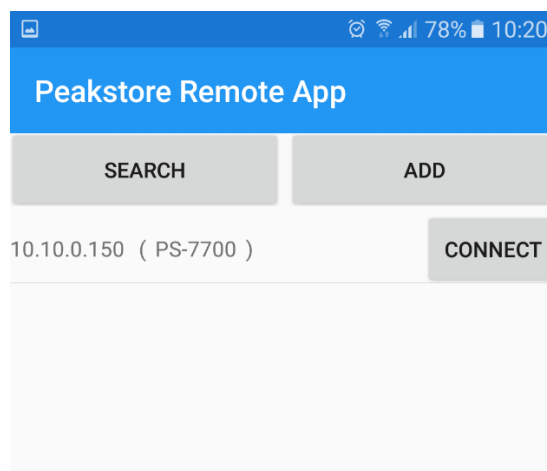 78% 10:20
Peakstore Remote App
SEARCH ADD
10.10.0.150 ( PS-7700 ) CONNECT